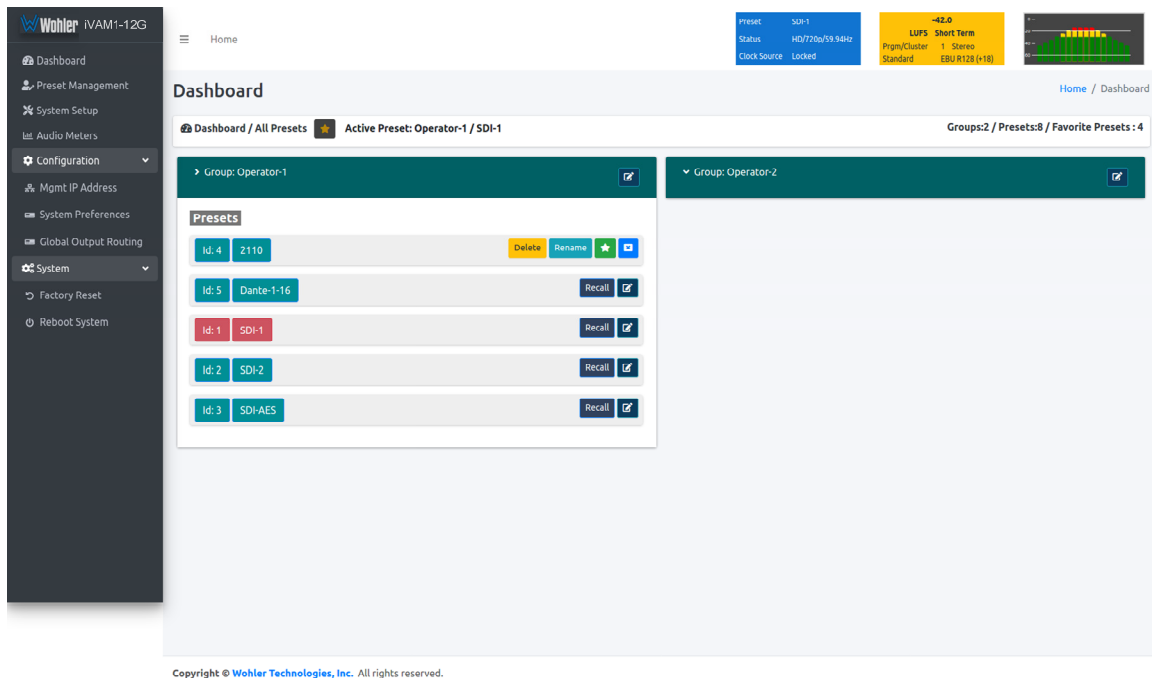 Wohler iVAM1-12G
Dashboard
Preset Management
System Setup
Audio Meters
Configuration
Mgmt IP Address
System Preferences
Global Output Routing
System
Factory Reset
Reboot System
Home
Preset SDI-1
Status HD/720p/59.94Hz
Clock Source Locked
-42.0
LUFS Short Term
Prgm/Cluster 1 Stereo
Standard EBU R128 (+18)
Dashboard
Home / Dashboard
Dashboard / All Presets Active Preset: Operator-1 / SDI-1 Groups:2 / Presets:8 / Favorite Presets : 4
Group: Operator-1
Presets
Id: 4 2110 Delete Rename
Id: 5 Dante-1-16 Recall
Id: 1 SDI-1 Recall
Id: 2 SDI-2 Recall
Id: 3 SDI-AES Recall
Group: Operator-2
Copyright © Wohler Technologies, Inc. All rights reserved.